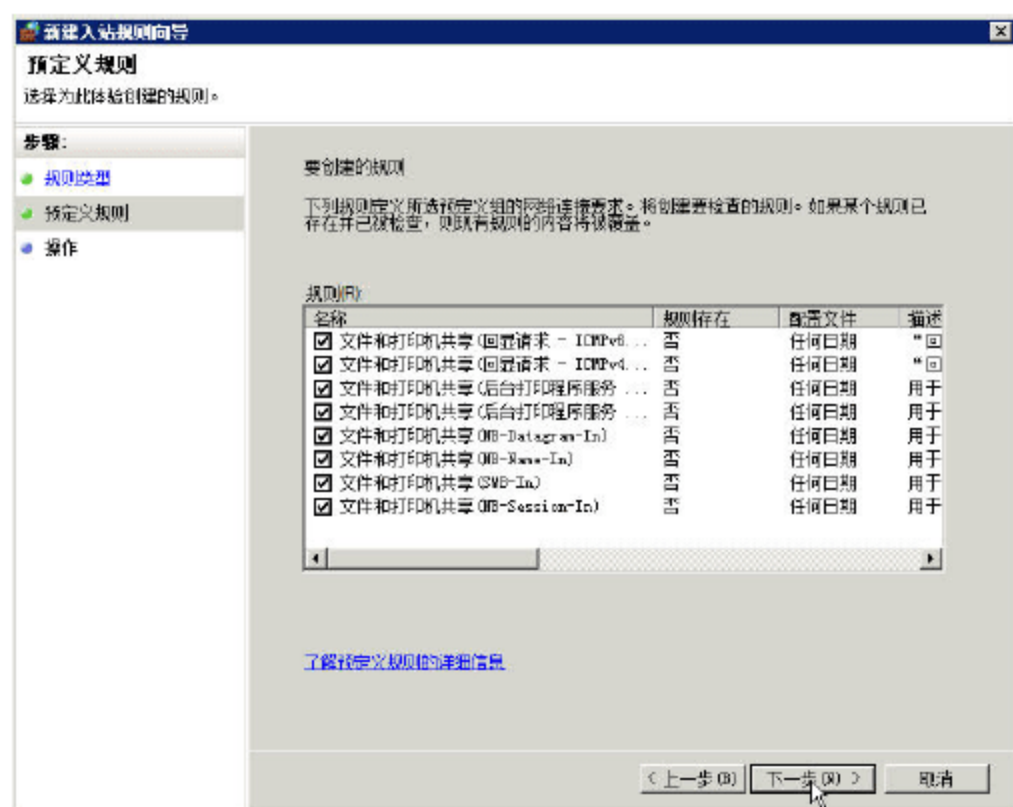 新建入站规则向导
预定义规则
选择为此体验创建的规则。
步骤:
规则类型
预定义规则
操作
要创建的规则
下列规则定义所选预定义组的网络连接要求。将创建要检查的规则。如果某个规则已
存在并已被检查,则现有规则的内容将被覆盖。
规则(R):
名称 规则存在 配置文件 描述
文件和打印机共享(回显请求 - ICMPv6... 否 任何日期 "回
文件和打印机共享(回显请求 - ICMPv4... 否 任何日期 "回
文件和打印机共享(后台打印程序服务 ... 否 任何日期 用于
文件和打印机共享(后台打印程序服务 ... 否 任何日期 用于
文件和打印机共享(NB-Datagram-In) 否 任何日期 用于
文件和打印机共享(NB-Name-In) 否 任何日期 用于
文件和打印机共享(SMB-In) 否 任何日期 用于
文件和打印机共享(NB-Session-In) 否 任何日期 用于
了解预定义规则的详细信息
< 上一步(B) 下一步(N) > 取消